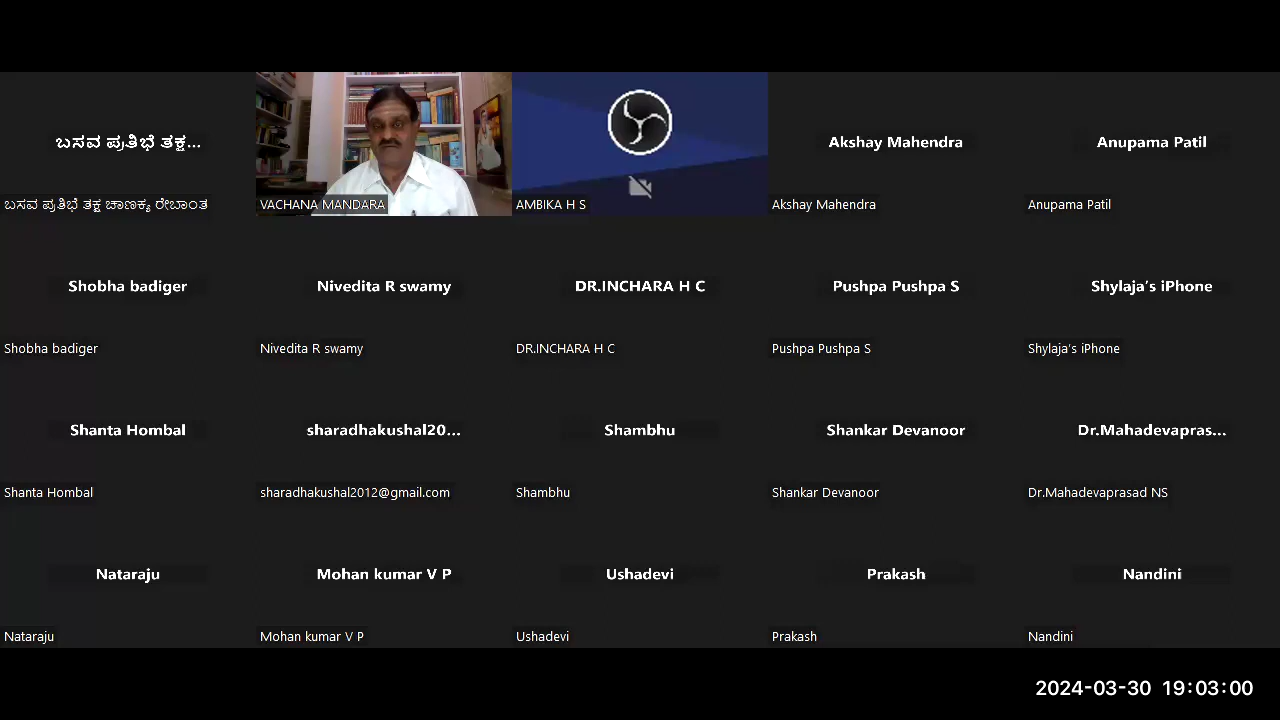 ಬಸವ ಪ್ರತಿಭೆ ತಕ್ಷ...
ಬಸವ ಪ್ರತಿಭೆ ತಕ್ಷ ಚಾಣಕ್ಯ ರೇಬಾಂತ
VACHANA MANDARA
AMBIKA H S
Akshay Mahendra
Akshay Mahendra
Anupama Patil
Anupama Patil
Shobha badiger
Shobha badiger
Nivedita R swamy
Nivedita R swamy
DR.INCHARA H C
DR.INCHARA H C
Pushpa Pushpa S
Pushpa Pushpa S
Shylaja's iPhone
Shylaja's iPhone
Shanta Hombal
Shanta Hombal
sharadhakushal20...
sharadhakushal2012@gmail.com
Shambhu
Shambhu
Shankar Devanoor
Shankar Devanoor
Dr.Mahadevapras...
Dr.Mahadevaprasad NS
Nataraju
Nataraju
Mohan kumar V P
Mohan kumar V P
Ushadevi
Ushadevi
Prakash
Prakash
Nandini
Nandini
2024-03-30 19:03:00